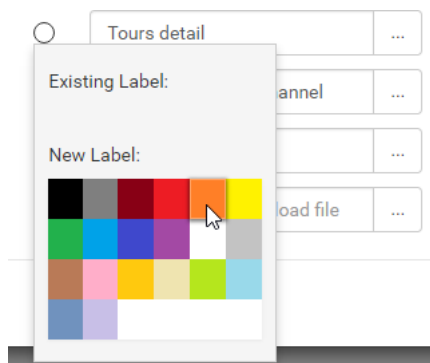 Tours detail
...
Existing Label:
annel
...
New Label:
...
load file
...